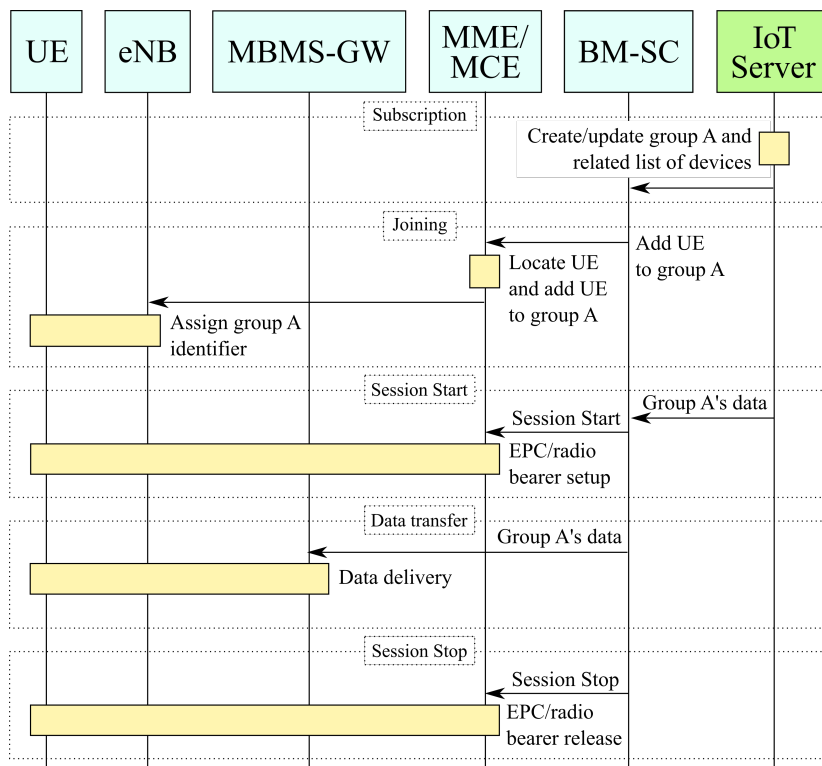 UE
eNB
MBMS-GW
MME/
MCE
BM-SC
IoT
Server
Subscription
Create/update group A and
related list of devices
Joining
Add UE
to group A
Locate UE
and add UE
to group A
Assign group A
identifier
Session Start
Group A's data
Session Start
EPC/radio
bearer setup
Data transfer
Group A's data
Data delivery
Session Stop
Session Stop
EPC/radio
bearer release